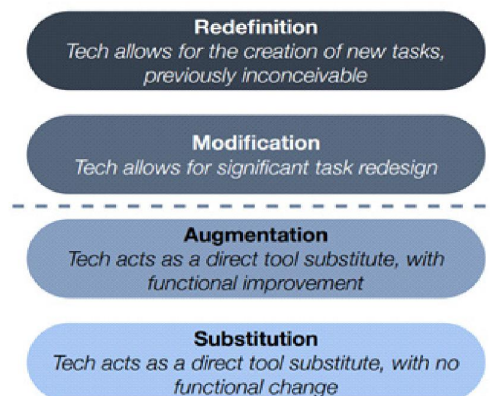 Redefinition
Tech allows for the creation of new tasks,
previously inconceivable
Modification
Tech allows for significant task redesign
Augmentation
Tech acts as a direct tool substitute, with
functional improvement
Substitution
Tech acts as a direct tool substitute, with no
functional change